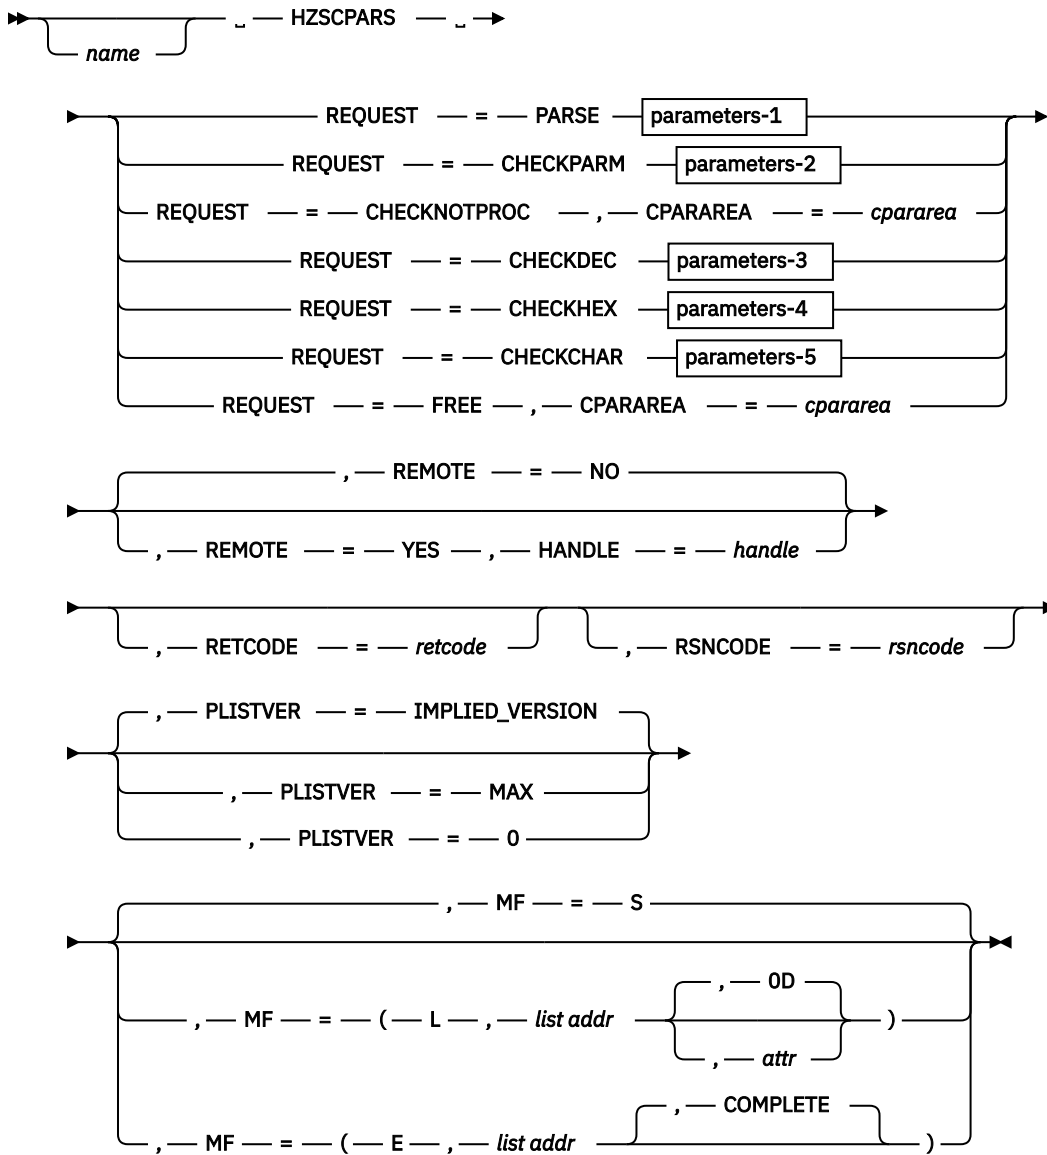 ␣ HZSCPARS ␣
name
REQUEST = PARSE parameters-1
REQUEST = CHECKPARM parameters-2
REQUEST = CHECKNOTPROC , CPARAREA = cpararea
REQUEST = CHECKDEC parameters-3
REQUEST = CHECKHEX parameters-4
REQUEST = CHECKCHAR parameters-5
REQUEST = FREE , CPARAREA = cpararea
, REMOTE = NO
, REMOTE = YES , HANDLE = handle
, RETCODE = retcode , RSNCODE = rsncode
, PLISTVER = IMPLIED_VERSION
, PLISTVER = MAX
, PLISTVER = 0
, MF = S
, 0D
, MF = ( L , list addr )
, attr
, COMPLETE
, MF = ( E , list addr )